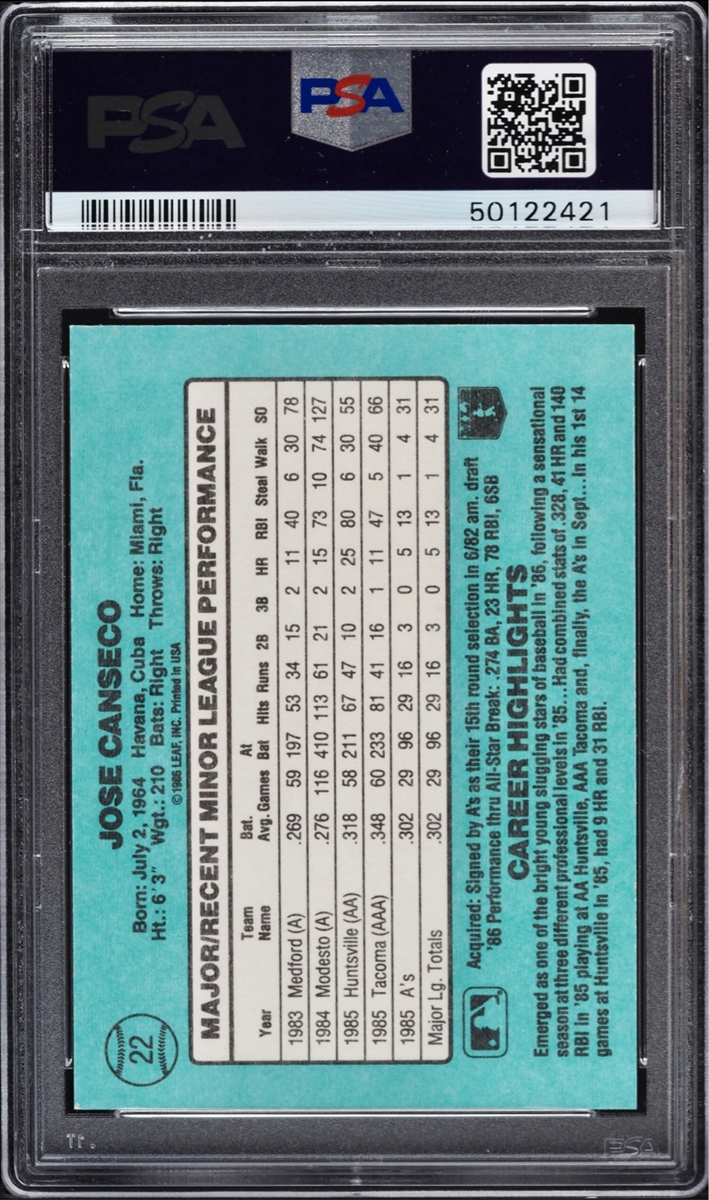 PSA
PSA
50122421
22
JOSE CANSECO
Born: July 2, 1964 Havana, Cuba Home: Miami, Fla.
Ht.: 6'3" Wgt.: 210 Bats: Right Throws: Right
©1986 LEAF, INC. Printed in USA
MAJOR/RECENT MINOR LEAGUE PERFORMANCE
Year Team Name Bat. Avg. Games At Bat Hits Runs 2B 3B HR RBI Steal Walk SO
1983 Medford (A) .269 59 197 53 34 15 2 11 40 6 30 78
1984 Modesto (A) .276 116 410 113 61 21 2 15 73 10 74 127
1985 Huntsville (AA) .318 58 211 67 47 10 2 25 80 6 30 55
1985 Tacoma (AAA) .348 60 233 81 41 16 1 11 47 5 40 66
1985 A's .302 29 96 29 16 3 0 5 13 1 4 31
Major Lg. Totals .302 29 96 29 16 3 0 5 13 1 4 31
Acquired: Signed by A's as their 15th round selection in 6/82 am. draft
'86 Performance thru All-Star Break: .274 BA, 23 HR, 78 RBI, 6SB
CAREER HIGHLIGHTS
Emerged as one of the bright young slugging stars of baseball in '86, following a sensational
season at three different professional levels in '85...Had combined stats of .328, 41 HR and 140
RBI in '85 playing at AA Huntsville, AAA Tacoma and, finally, the A's in Sept... In his 1st 14
games at Huntsville in '85, had 9 HR and 31 RBI.
PSA